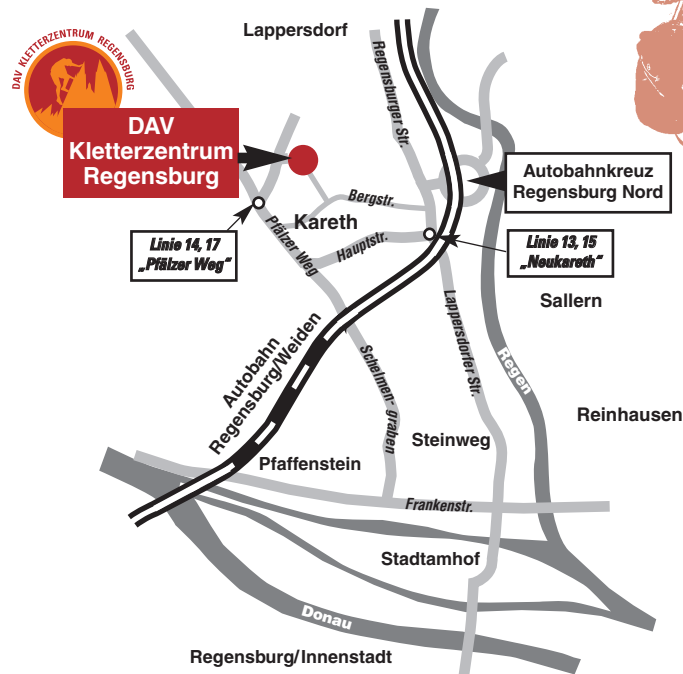 Lappersdorf
DAV KLETTERZENTRUM REGENSBURG
DAV
Kletterzentrum
Regensburg
Regensburger Str.
Autobahnkreuz
Regensburg Nord
Bergstr.
Kareth
Linie 14, 17
„Pfälzer Weg“
Pfälzer Weg
Hauptstr.
Linie 13, 15
„Neukareth“
Sallern
Lappersdorfer Str.
Regen
Autobahn
Regensburg/Weiden
Schelmen-graben
Reinhausen
Steinweg
Pfaffenstein
Frankenstr.
Stadtamhof
Donau
Regensburg/Innenstadt